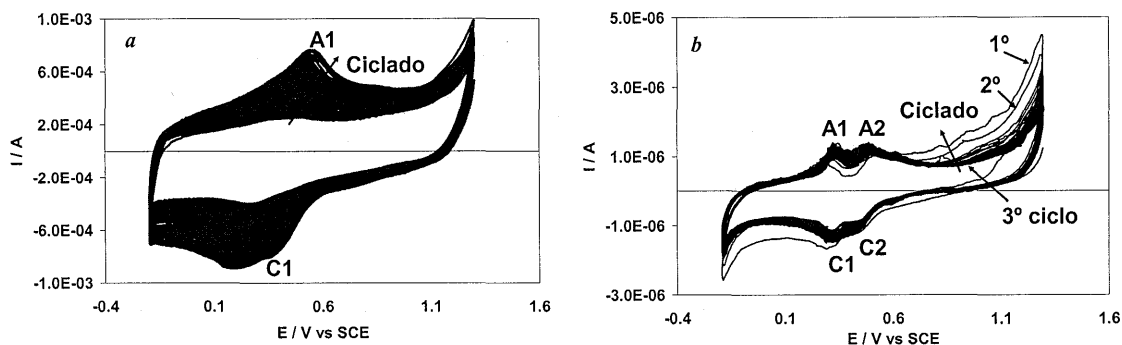 a
A1
Ciclado
1.0E-03
6.0E-04
2.0E-04
-2.0E-04
-6.0E-04
-1.0E-03
I / A
C1
-0.4
0.1
0.6
1.1
1.6
E / V vs SCE
b
1º
2º
Ciclado
A1 A2
3º ciclo
C1 C2
5.0E-06
3.0E-06
1.0E-06
-1.0E-06
-3.0E-06
I / A
-0.4
0.1
0.6
1.1
1.6
E / V vs SCE